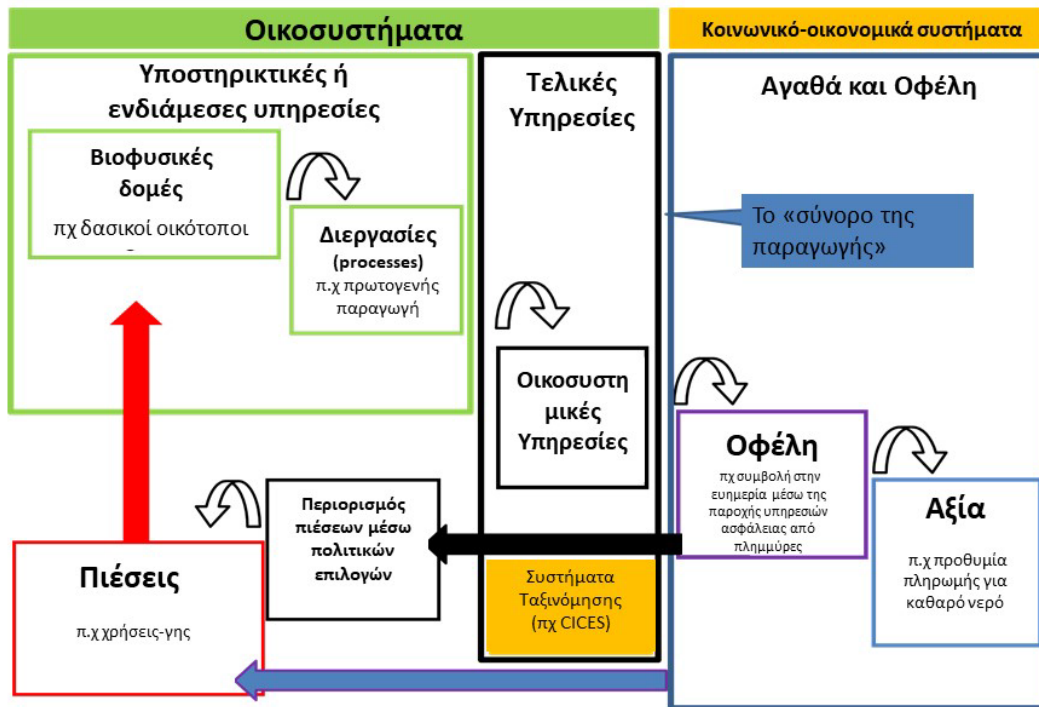 Οικοσυστήματα
Κοινωνικό-οικονομικά συστήματα
Υποστηρικτικές ή
ενδιάμεσες υπηρεσίες
Βιοφυσικές
δομές
πχ δασικοί οικότοποι
Διεργασίες
(processes)
π.χ πρωτογενής
παραγωγή
Τελικές
Υπηρεσίες
Οικοσυστη
μικές
Υπηρεσίες
Συστήματα
Ταξινόμησης
(πχ CICES)
Αγαθά και Οφέλη
Το «σύνορο της
παραγωγής»
Οφέλη
πχ συμβολή στην
ευημερία μέσω της
παροχής υπηρεσιών
ασφάλειας από
πλημμύρες
Αξία
π.χ προθυμία
πληρωμής για
καθαρό νερό
Περιορισμός
πιέσεων μέσω
πολιτικών
επιλογών
Πιέσεις
π.χ χρήσεις-γης